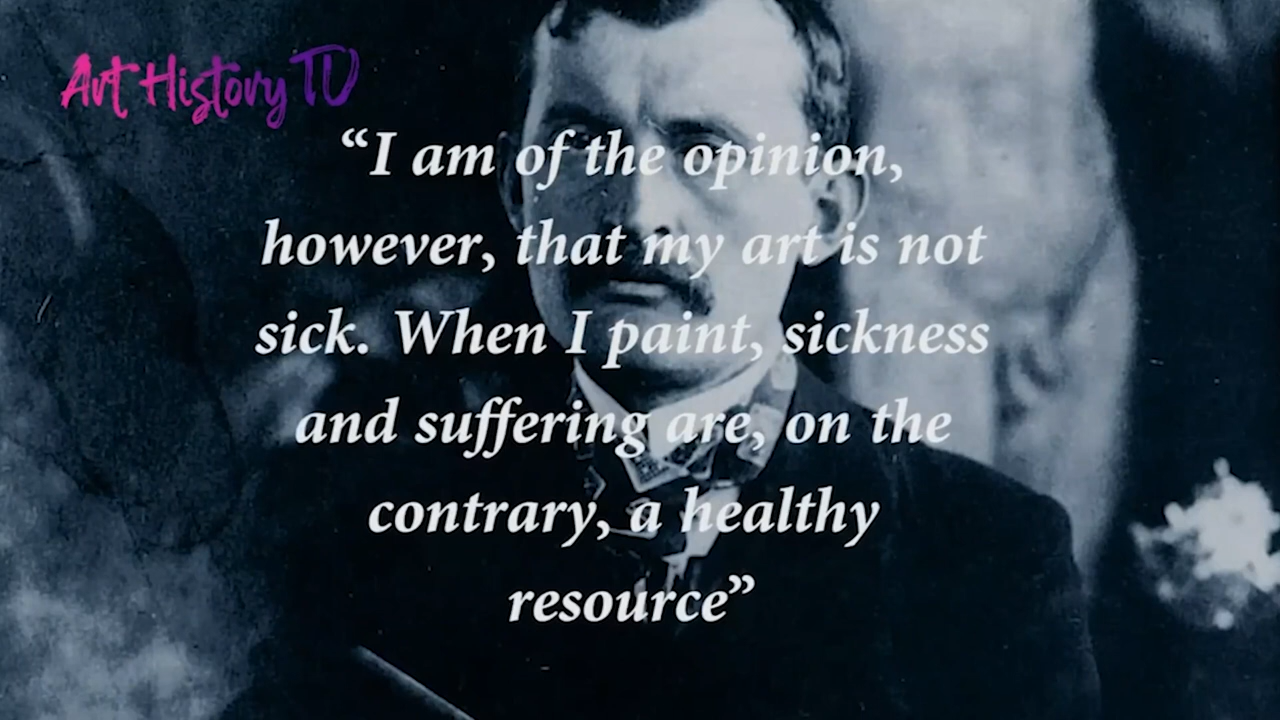 Art History TV
“I am of the opinion,
however, that my art is not
sick. When I paint, sickness
and suffering are, on the
contrary, a healthy
resource”